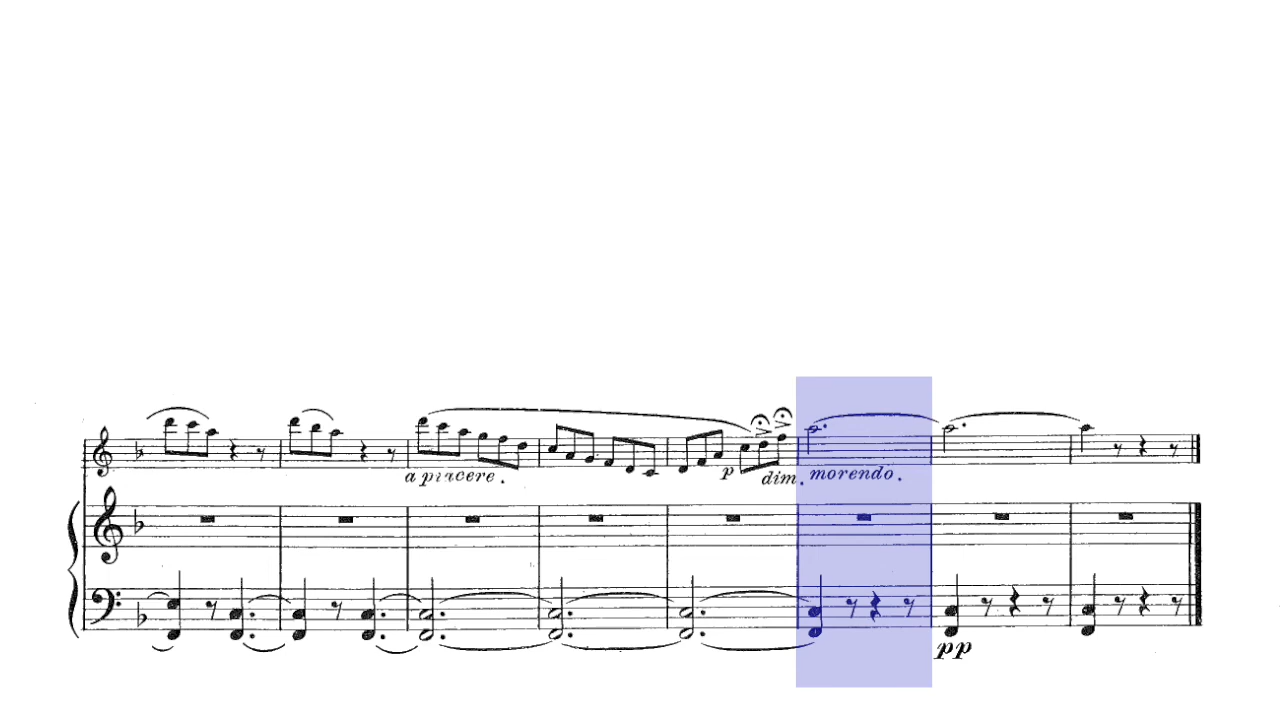 a piacere.
p
dim.
morendo.
pp